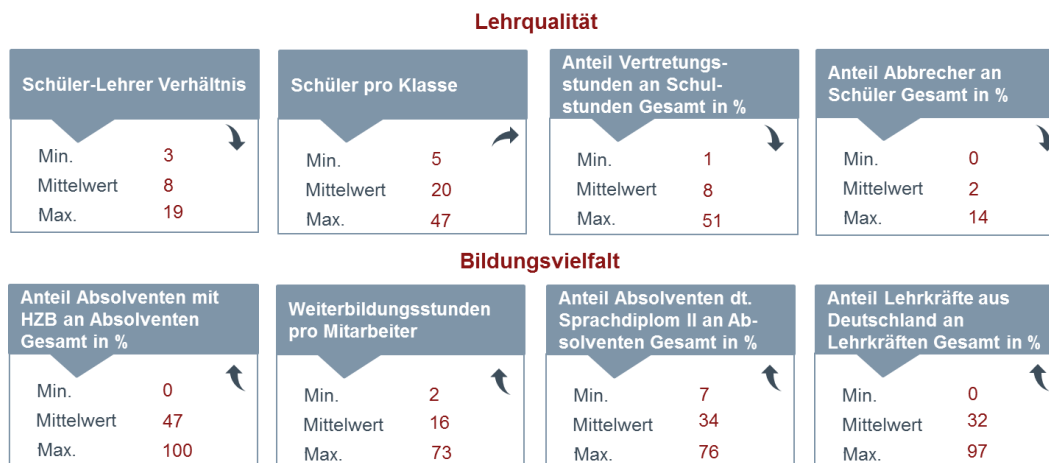 Lehrqualität
Schüler-Lehrer Verhältnis
Min. 3
Mittelwert 8
Max. 19
Schüler pro Klasse
Min. 5
Mittelwert 20
Max. 47
Anteil Vertretungs-
stunden an Schul-
stunden Gesamt in %
Min. 1
Mittelwert 8
Max. 51
Anteil Abbrecher an
Schüler Gesamt in %
Min. 0
Mittelwert 2
Max. 14
Bildungsvielfalt
Anteil Absolventen mit
HZB an Absolventen
Gesamt in %
Min. 0
Mittelwert 47
Max. 100
Weiterbildungsstunden
pro Mitarbeiter
Min. 2
Mittelwert 16
Max. 73
Anteil Absolventen dt.
Sprachdiplom II an Ab-
solventen Gesamt in %
Min. 7
Mittelwert 34
Max. 76
Anteil Lehrkräfte aus
Deutschland an
Lehrkräften Gesamt in %
Min. 0
Mittelwert 32
Max. 97